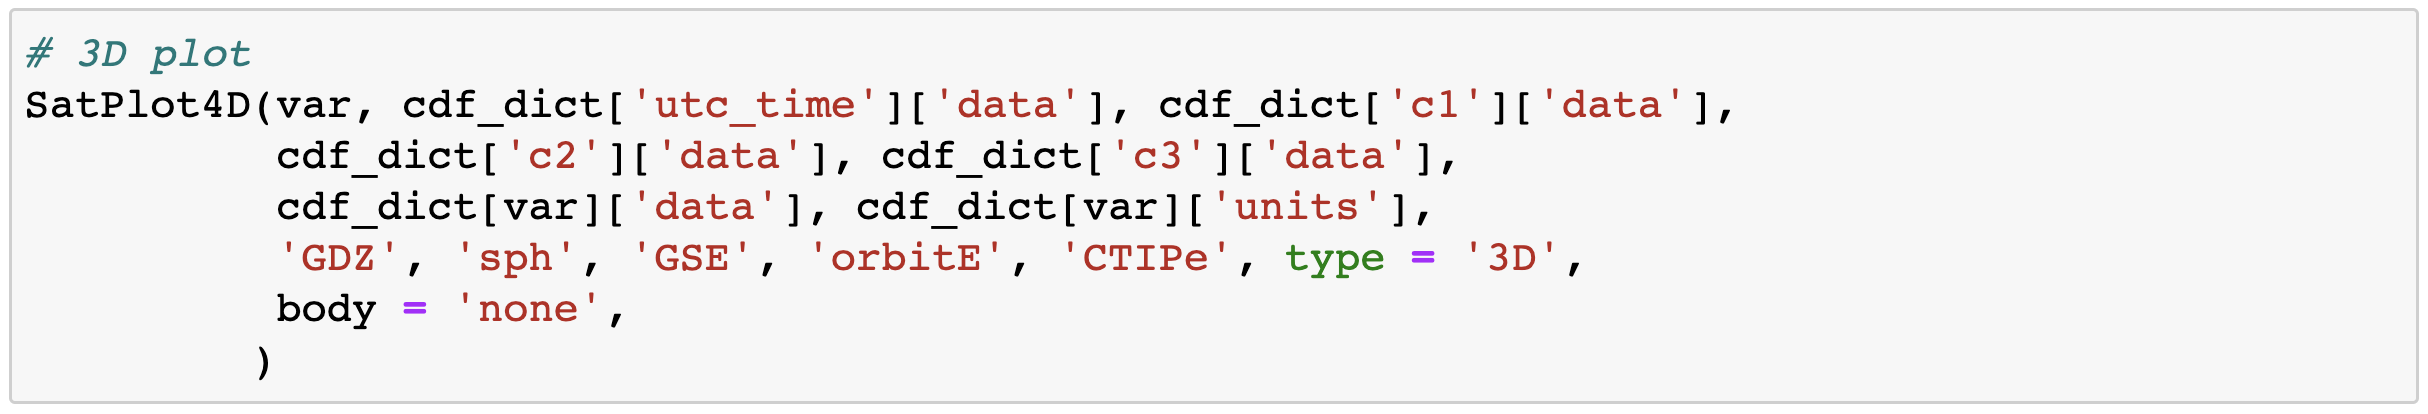 # 3D plot
SatPlot4D(var, cdf_dict['utc_time']['data'], cdf_dict['c1']['data'],
          cdf_dict['c2']['data'], cdf_dict['c3']['data'],
          cdf_dict[var]['data'], cdf_dict[var]['units'],
          'GDZ', 'sph', 'GSE', 'orbitE', 'CTIPe', type = '3D',
          body = 'none',
         )